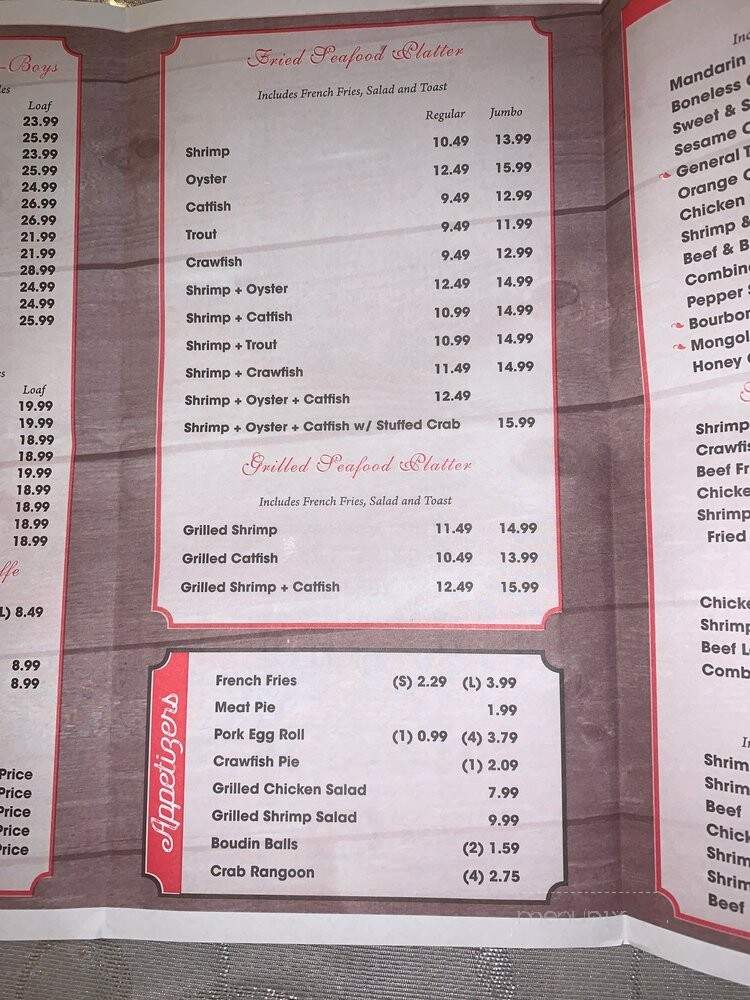 -Boys
Loaf
23.99
25.99
23.99
25.99
24.99
26.99
26.99
21.99
21.99
28.99
24.99
24.99
25.99
Loaf
19.99
19.99
18.99
18.99
19.99
18.99
18.99
18.99
18.99
L) 8.49
8.99
8.99
Price
Price
Price
Price
Price
Fried Seafood Platter
Includes French Fries, Salad and Toast
Regular Jumbo
Shrimp 10.49 13.99
Oyster 12.49 15.99
Catfish 9.49 12.99
Trout 9.49 11.99
Crawfish 9.49 12.99
Shrimp + Oyster 12.49 14.99
Shrimp + Catfish 10.99 14.99
Shrimp + Trout 10.99 14.99
Shrimp + Crawfish 11.49 14.99
Shrimp + Oyster + Catfish 12.49
Shrimp + Oyster + Catfish w/ Stuffed Crab 15.99
Grilled Seafood Platter
Includes French Fries, Salad and Toast
Grilled Shrimp 11.49 14.99
Grilled Catfish 10.49 13.99
Grilled Shrimp + Catfish 12.49 15.99
Appetizers
French Fries (S) 2.29 (L) 3.99
Meat Pie 1.99
Pork Egg Roll (1) 0.99 (4) 3.79
Crawfish Pie (1) 2.09
Grilled Chicken Salad 7.99
Grilled Shrimp Salad 9.99
Boudin Balls (2) 1.59
Crab Rangoon (4) 2.75
Mandarin
Boneless
Sweet & S
Sesame C
General T
Orange C
Chicken
Shrimp &
Beef & B
Combin
Pepper S
Bourbon
Mongol
Honey
Shrimp
Crawfis
Beef Fr
Chicke
Shrimp
Fried
Chicke
Shrimp
Beef L
Comb
Shrim
Shrim
Beef
Chick
Shrim
Shrim
Beef